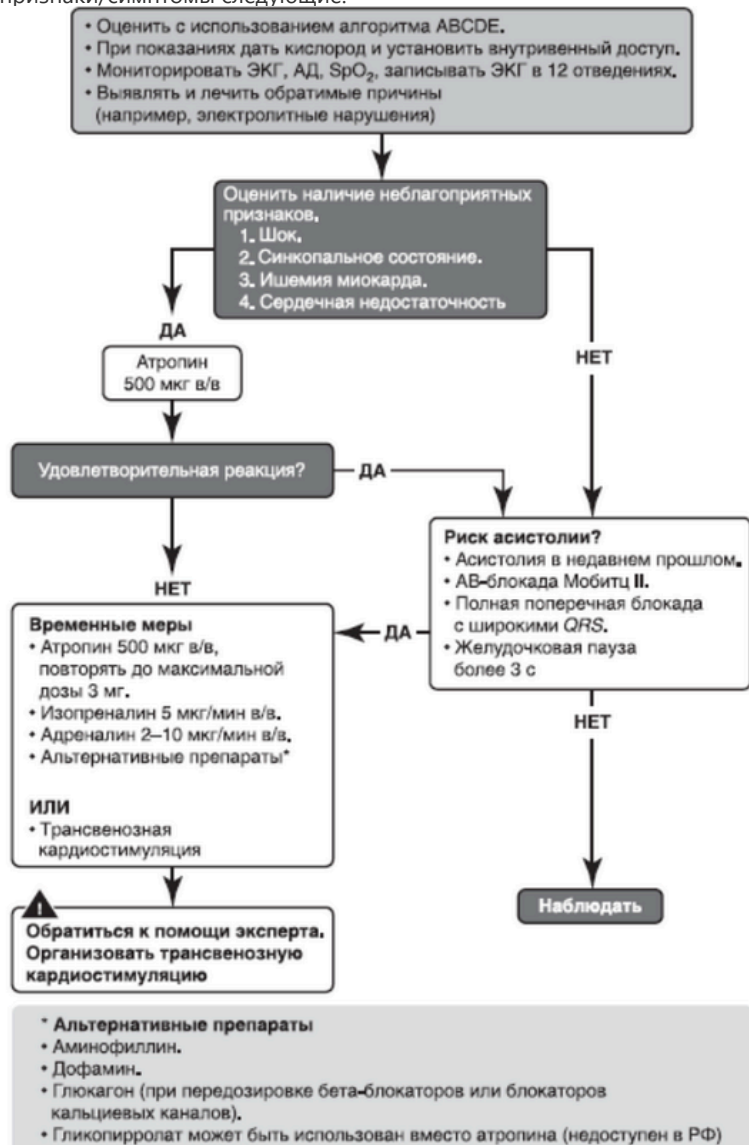 признаки/симптомы следующие:
• Оценить с использованием алгоритма ABCDE.
• При показаниях дать кислород и установить внутривенный доступ.
• Мониторировать ЭКГ, АД, SpO₂, записывать ЭКГ в 12 отведениях.
• Выявлять и лечить обратимые причины
(например, электролитные нарушения)
Оценить наличие неблагоприятных
признаков.
1. Шок.
2. Синкопальное состояние.
3. Ишемия миокарда.
4. Сердечная недостаточность
ДА
НЕТ
Атропин
500 мкг в/в
Удовлетворительная реакция?
ДА
НЕТ
Риск асистолии?
• Асистолия в недавнем прошлом.
• АВ-блокада Мобитц II.
• Полная поперечная блокада
с широкими QRS.
• Желудочковая пауза
более 3 с
ДА
НЕТ
Временные меры
• Атропин 500 мкг в/в,
повторять до максимальной
дозы 3 мг.
• Изопреналин 5 мкг/мин в/в.
• Адреналин 2–10 мкг/мин в/в.
• Альтернативные препараты*
ИЛИ
• Трансвенозная
кардиостимуляция
Наблюдать
!
Обратиться к помощи эксперта.
Организовать трансвенозную
кардиостимуляцию
* Альтернативные препараты
• Аминофиллин.
• Дофамин.
• Глюкагон (при передозировке бета-блокаторов или блокаторов
кальциевых каналов).
• Гликопирролат может быть использован вместо атропина (недоступен в РФ)